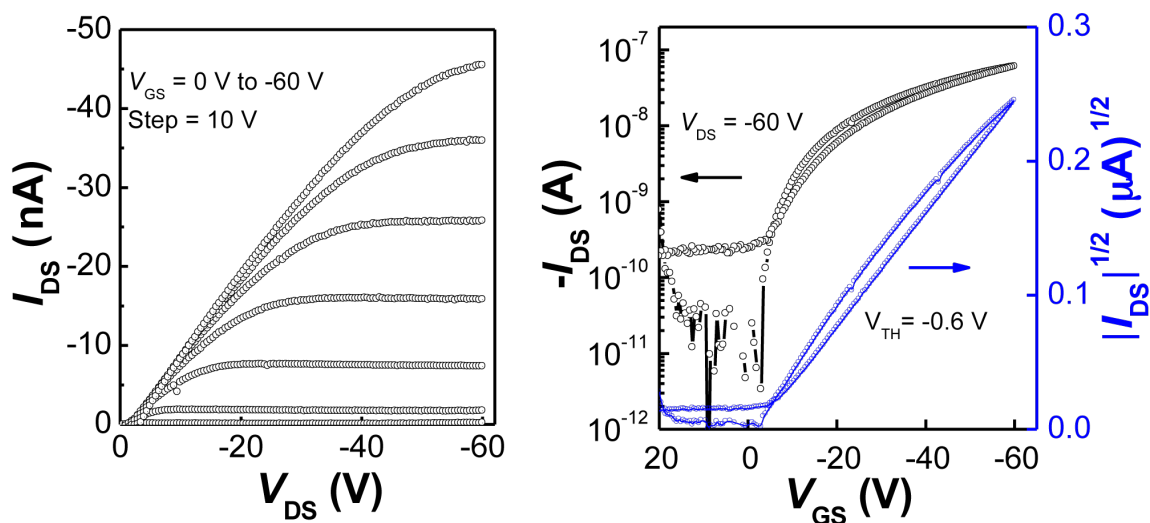 -50
-40
-30
-20
-10
0
I_DS (nA)
V_GS = 0 V to -60 V
Step = 10 V
0 -20 -40 -60
V_DS (V)
10^-7
10^-8
10^-9
10^-10
10^-11
10^-12
-I_DS (A)
V_DS = -60 V
V_TH= -0.6 V
20 0 -20 -40 -60
V_GS (V)
0.3
0.2
0.1
0.0
|I_DS|^1/2 (μA)^1/2